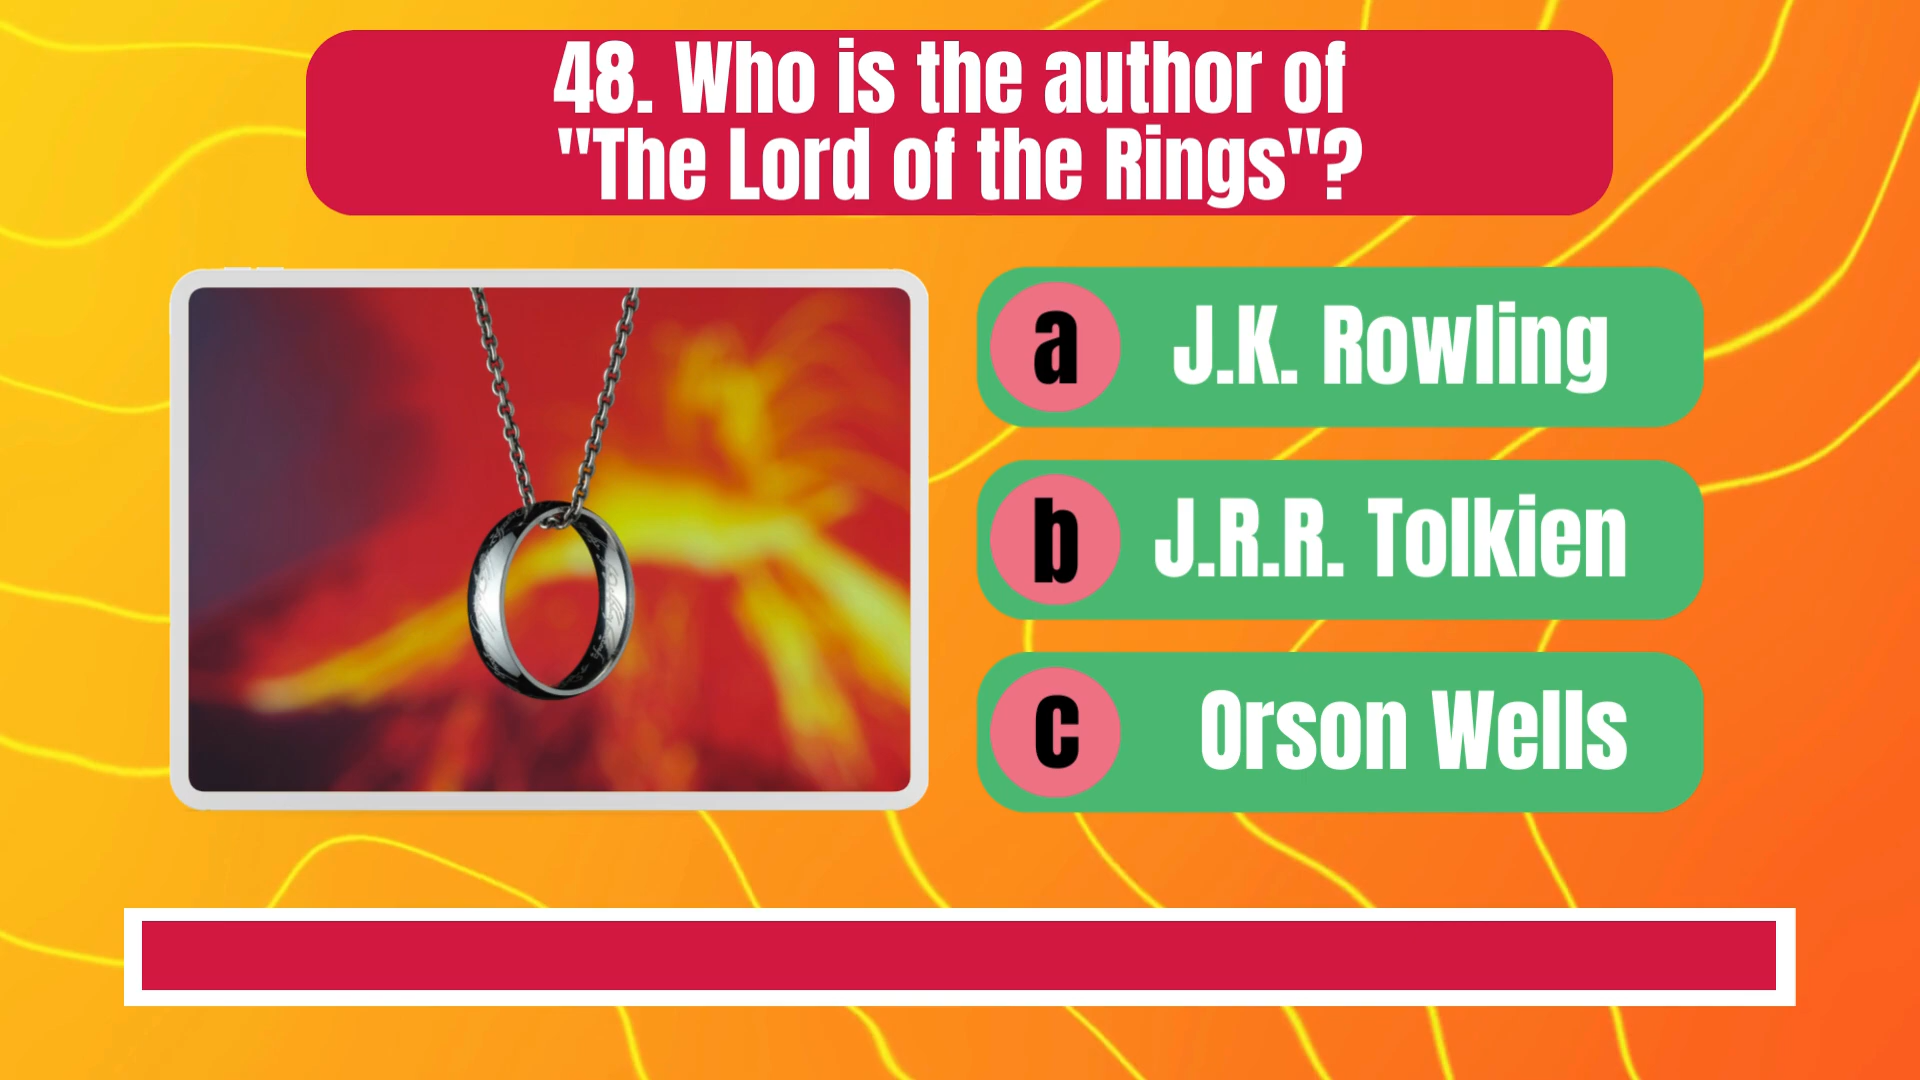 48. Who is the author of
"The Lord of the Rings"?
a J.K. Rowling
b J.R.R. Tolkien
c Orson Wells